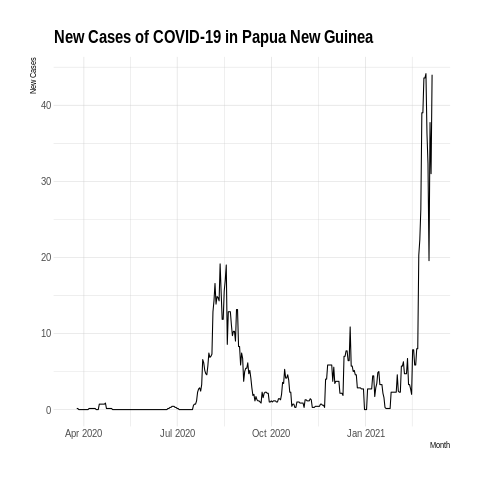 New Cases of COVID-19 in Papua New Guinea
New Cases
40
30
20
10
0
Apr 2020 Jul 2020 Oct 2020 Jan 2021
Month